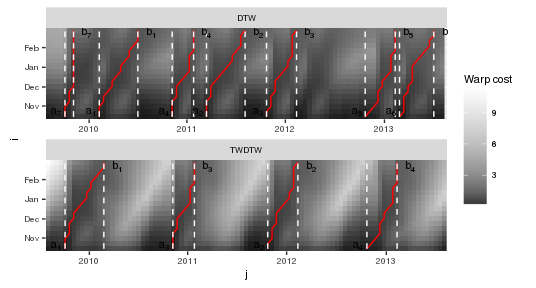 DTW
b7 b1 b4 b2 b3 b5 b
Feb
Jan
Dec
Nov
a1 a4 a3 a5
2010 2011 2012 2013
TWDTW
b1 b3 b2 b4
Feb
Jan
Dec
Nov
a1 a3 a2 a4
2010 2011 2012 2013
i
j
Warp cost
9
6
3